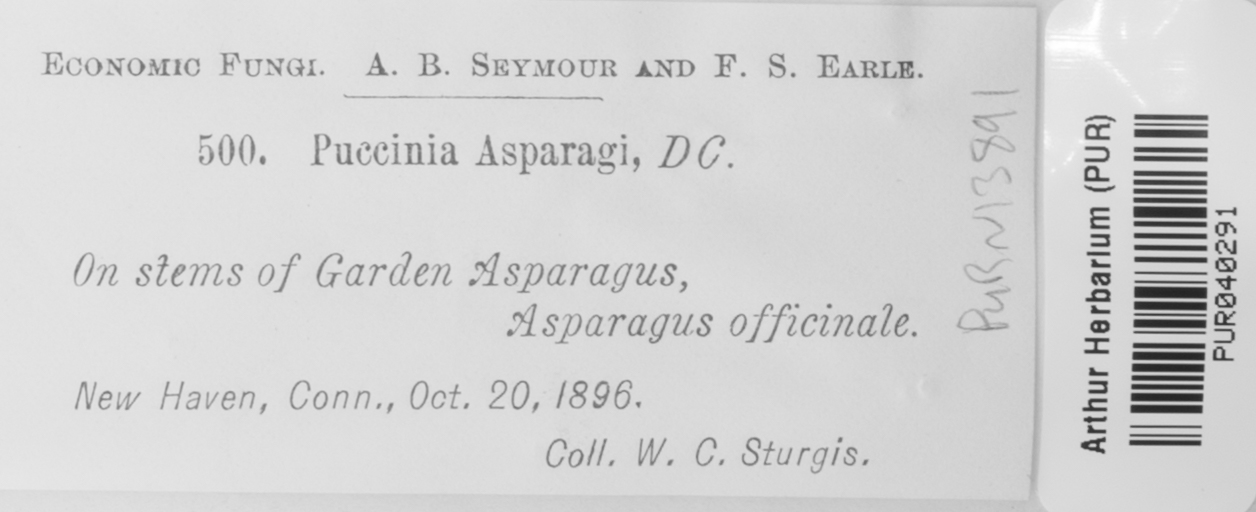 ECONOMIC FUNGI. A. B. SEYMOUR AND F. S. EARLE.
500. Puccinia Asparagi, DC.
On stems of Garden Asparagus,
Asparagus officinale.
New Haven, Conn., Oct. 20, 1896.
Coll. W. C. Sturgis.
PUR N13891
Arthur Herbarium (PUR)
PUR040291